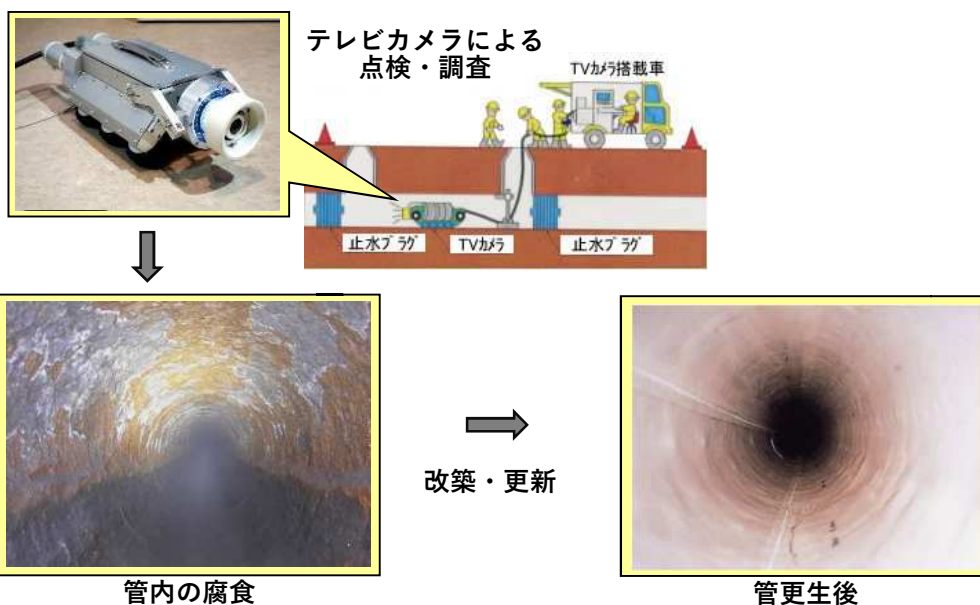 テレビカメラによる
点検・調査
TVカメラ搭載車
止水プラグ
TVカメラ
止水プラグ
改築・更新
管内の腐食
管更生後